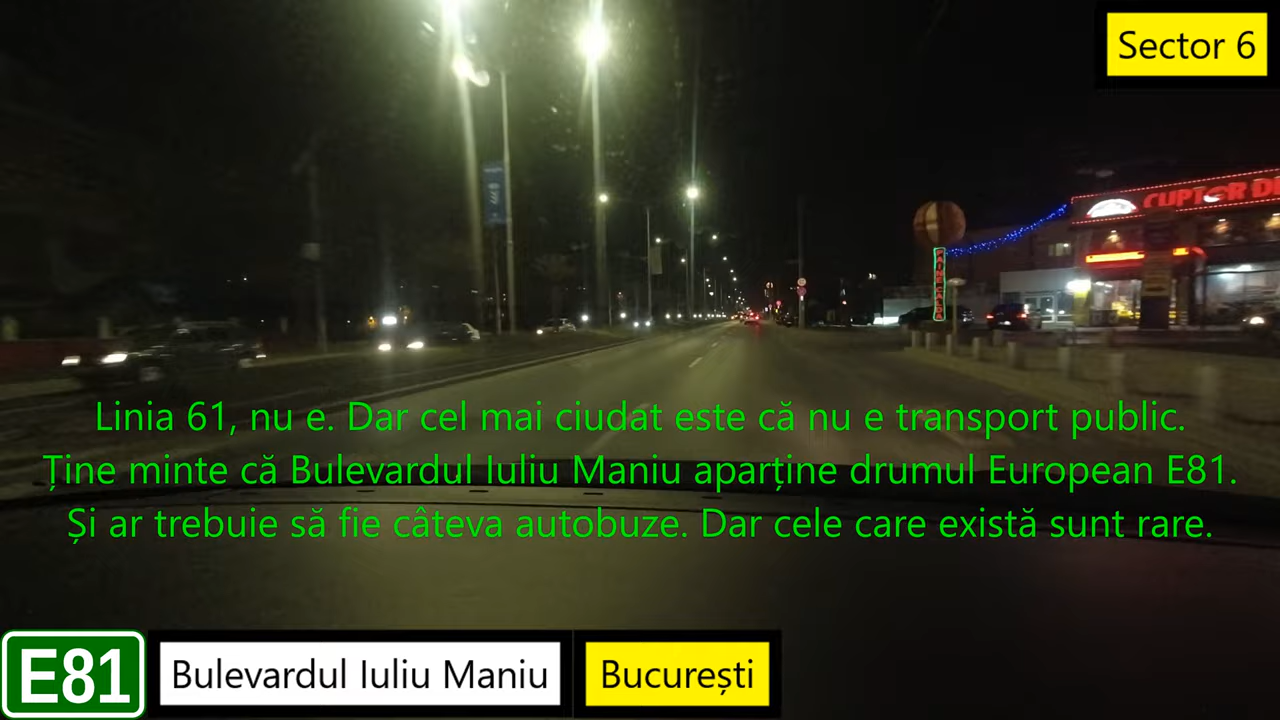 Sector 6
CUPTOR
Linia 61, nu e. Dar cel mai ciudat este că nu e transport public.
Ține minte că Bulevardul Iuliu Maniu aparține drumul European E81.
Și ar trebuie să fie câteva autobuze. Dar cele care există sunt rare.
E81
Bulevardul Iuliu Maniu
București